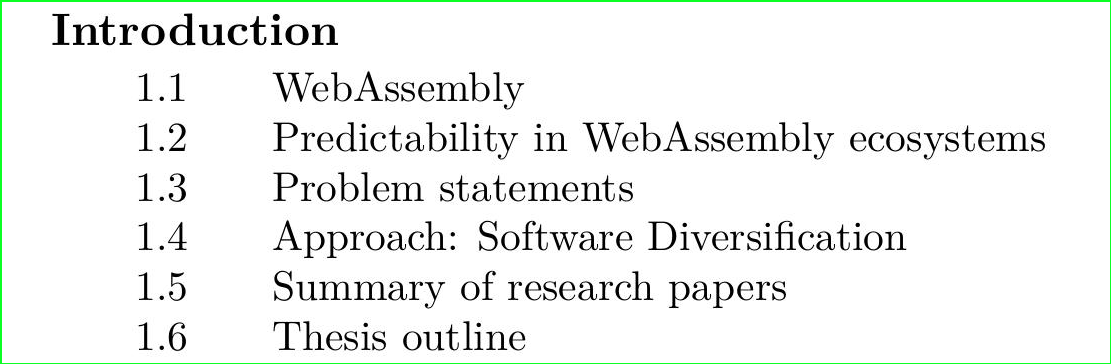 Introduction
1.1 WebAssembly
1.2 Predictability in WebAssembly ecosystems
1.3 Problem statements
1.4 Approach: Software Diversification
1.5 Summary of research papers
1.6 Thesis outline